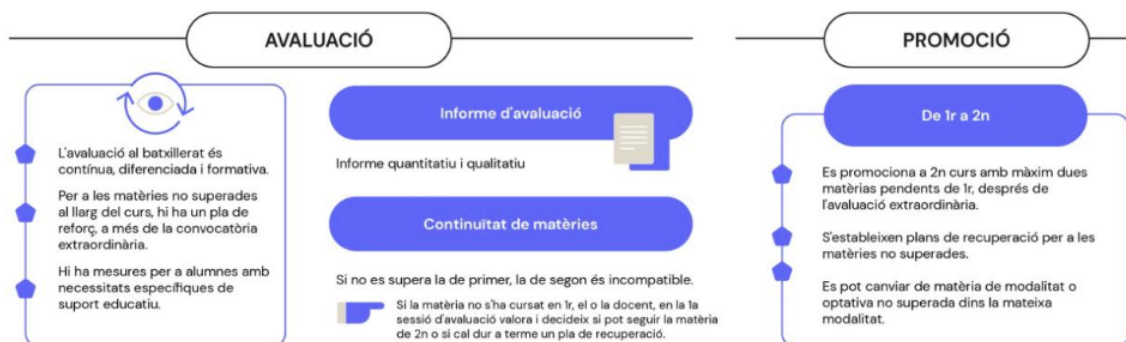 AVALUACIÓ
L'avaluació al batxillerat és
contínua, diferenciada i formativa.
Per a les matèries no superades
al llarg del curs, hi ha un pla de
reforç, a més de la convocatòria
extraordinària.
Hi ha mesures per a alumnes amb
necessitats específiques de
suport educatiu.
Informe d'avaluació
Informe quantitatiu i qualitatiu
Continuïtat de matèries
Si no es supera la de primer, la de segon és incompatible.
Si la matèria no s'ha cursat en 1r, el o la docent, en la 1a
sessió d'avaluació valora i decideix si pot seguir la matèria
de 2n o si cal dur a terme un pla de recuperació.
PROMOCIÓ
De 1r a 2n
Es promociona a 2n curs amb màxim dues
matèrias pendents de 1r, després de
l'avaluació extraordinària.
S'estableixen plans de recuperació per a les
matèries no superades.
Es pot canviar de matèria de modalitat o
optativa no superada dins la mateixa
modalitat.